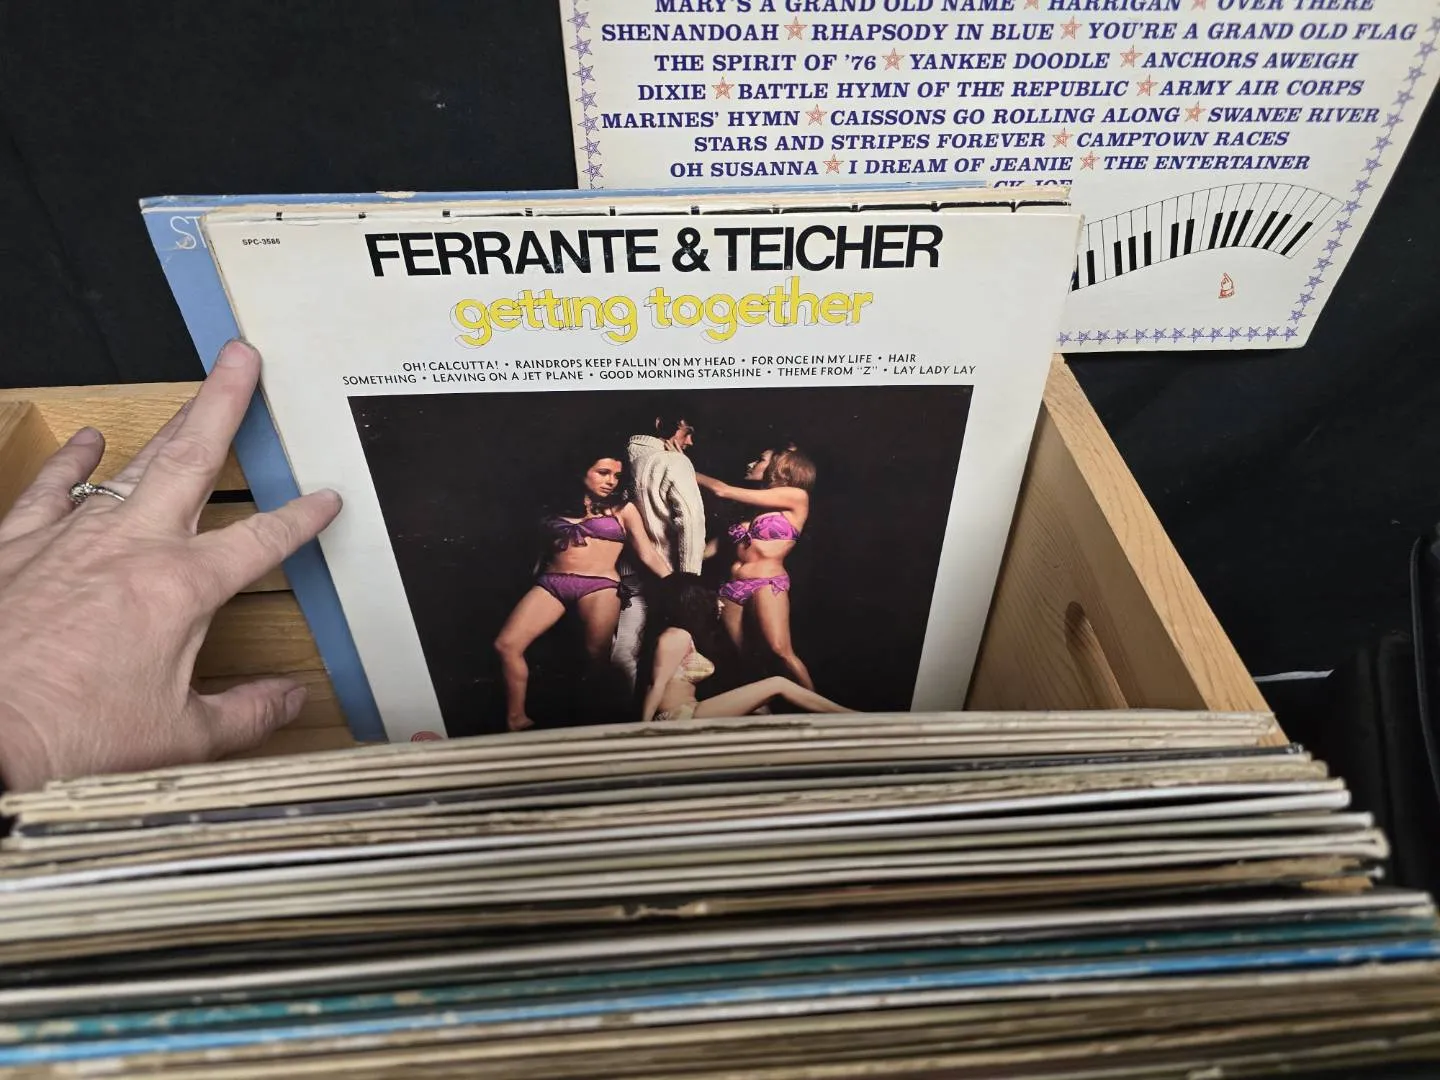 MARY'S A GRAND OLD NAME ☆ HARRIGAN ☆ OVER THERE
SHENANDOAH ☆ RHAPSODY IN BLUE ☆ YOU'RE A GRAND OLD FLAG
THE SPIRIT OF '76 ☆ YANKEE DOODLE ☆ ANCHORS AWEIGH
DIXIE ☆ BATTLE HYMN OF THE REPUBLIC ☆ ARMY AIR CORPS
MARINES' HYMN ☆ CAISSONS GO ROLLING ALONG ☆ SWANEE RIVER
STARS AND STRIPES FOREVER ☆ CAMPTOWN RACES
OH SUSANNA ☆ I DREAM OF JEANIE ☆ THE ENTERTAINER
CK JOE
ST
SPC-3586
FERRANTE & TEICHER
getting together
OH! CALCUTTA! • RAINDROPS KEEP FALLIN' ON MY HEAD • FOR ONCE IN MY LIFE • HAIR
SOMETHING • LEAVING ON A JET PLANE • GOOD MORNING STARSHINE • THEME FROM "Z" • LAY LADY LAY